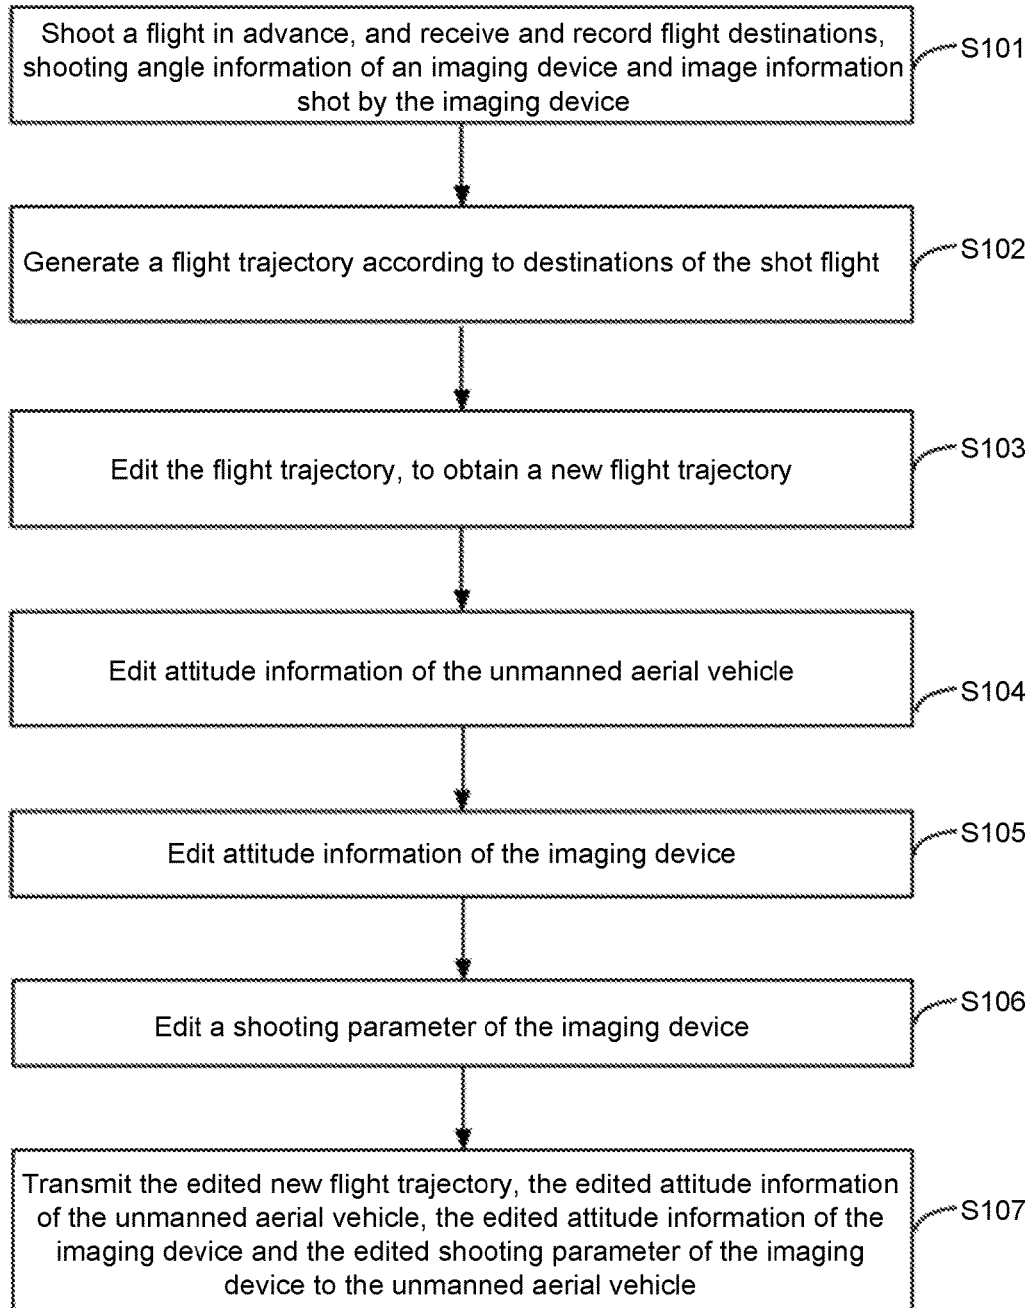 Shoot a flight in advance, and receive and record flight destinations,
shooting angle information of an imaging device and image information
shot by the imaging device
S101
Generate a flight trajectory according to destinations of the shot flight
S102
Edit the flight trajectory, to obtain a new flight trajectory
S103
Edit attitude information of the unmanned aerial vehicle
S104
Edit attitude information of the imaging device
S105
Edit a shooting parameter of the imaging device
S106
Transmit the edited new flight trajectory, the edited attitude information
of the unmanned aerial vehicle, the edited attitude information of the
imaging device and the edited shooting parameter of the imaging
device to the unmanned aerial vehicle
S107